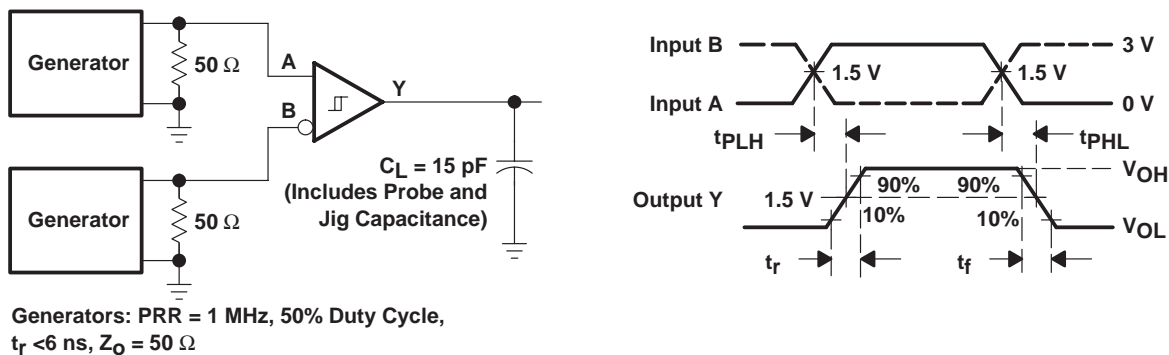 Generator
50 Ω
A
B
Y
Generator
50 Ω
C_L = 15 pF
(Includes Probe and
Jig Capacitance)
Generators: PRR = 1 MHz, 50% Duty Cycle,
t_r <6 ns, Z_o = 50 Ω
Input B
3 V
1.5 V
1.5 V
Input A
0 V
t_PLH
t_PHL
V_OH
90%
90%
Output Y
1.5 V
10%
10%
V_OL
t_r
t_f